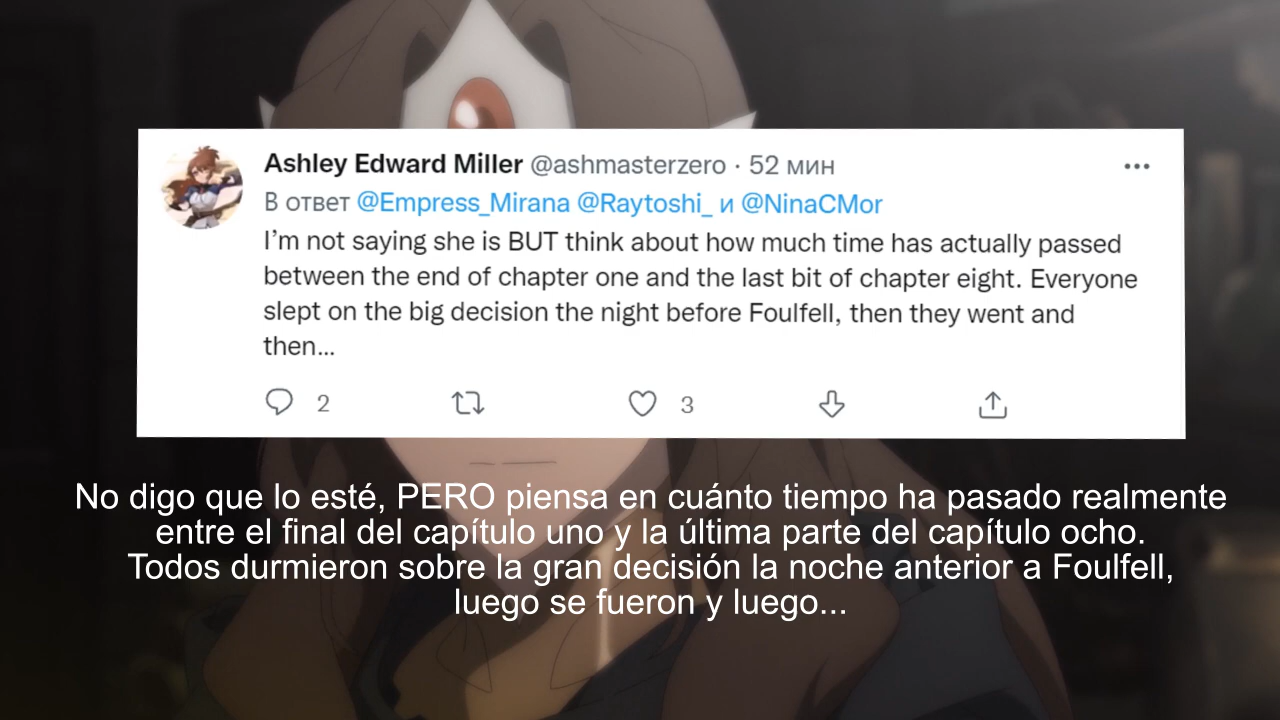 Ashley Edward Miller @ashmasterzero · 52 мин
В ответ @Empress_Mirana @Raytoshi_ и @NinaCMor
I’m not saying she is BUT think about how much time has actually passed
between the end of chapter one and the last bit of chapter eight. Everyone
slept on the big decision the night before Foulfell, then they went and
then...
2 3
No digo que lo esté, PERO piensa en cuánto tiempo ha pasado realmente
entre el final del capítulo uno y la última parte del capítulo ocho.
Todos durmieron sobre la gran decisión la noche anterior a Foulfell,
luego se fueron y luego...